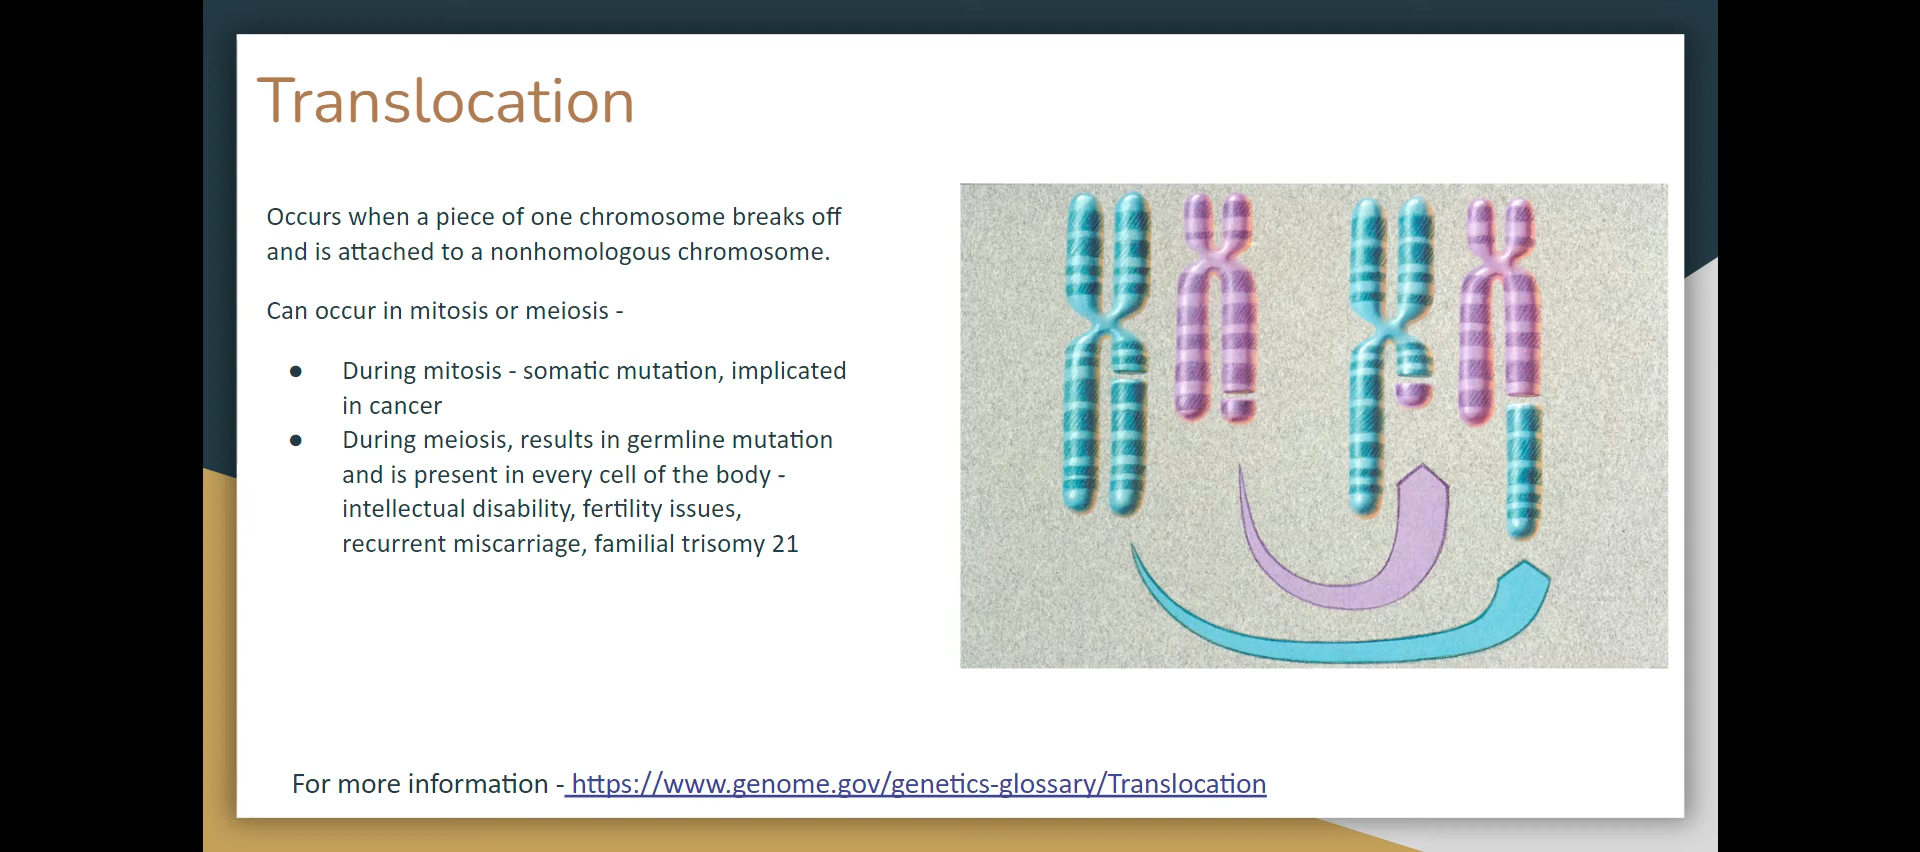 Translocation
Occurs when a piece of one chromosome breaks off
and is attached to a nonhomologous chromosome.
Can occur in mitosis or meiosis -
● During mitosis - somatic mutation, implicated
in cancer
● During meiosis, results in germline mutation
and is present in every cell of the body -
intellectual disability, fertility issues,
recurrent miscarriage, familial trisomy 21
For more information - https://www.genome.gov/genetics-glossary/Translocation